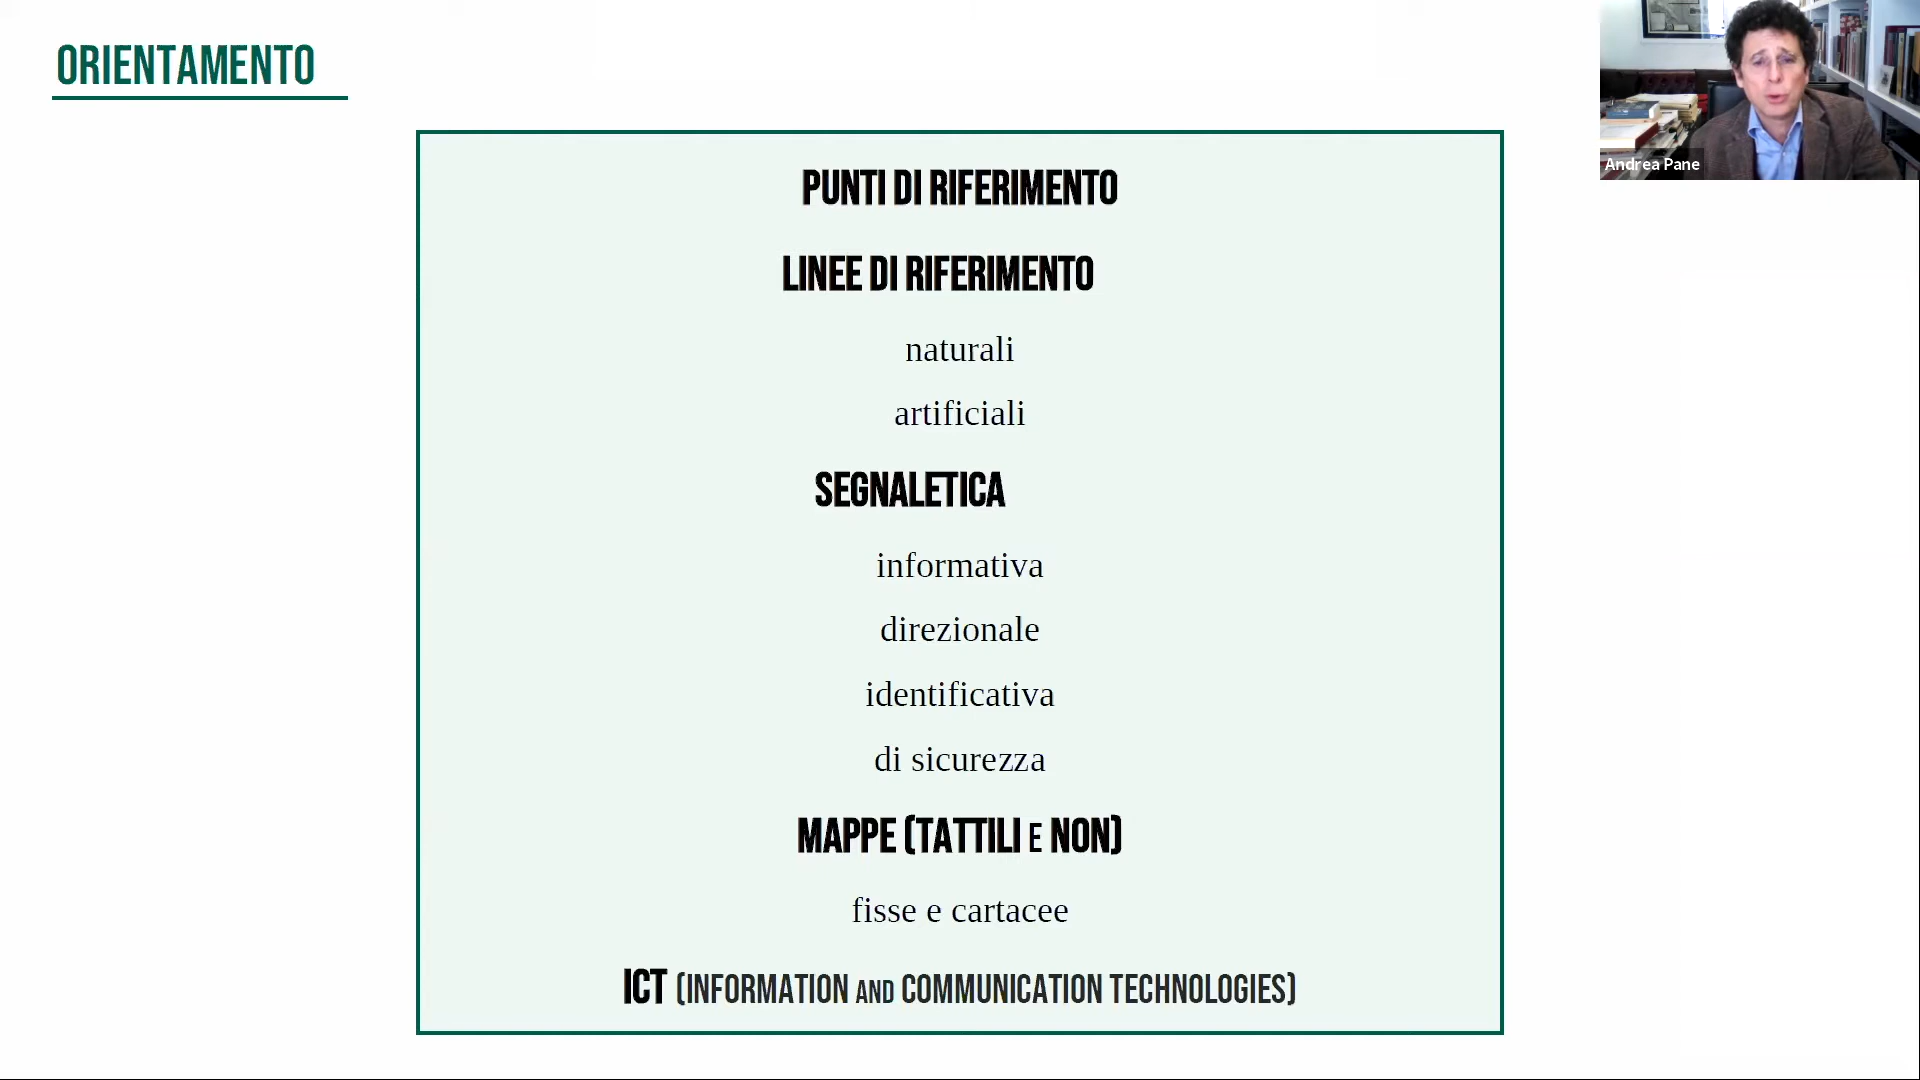 ORIENTAMENTO
Andrea Pane
PUNTI DI RIFERIMENTO
LINEE DI RIFERIMENTO
naturali
artificiali
SEGNALETICA
informativa
direzionale
identificativa
di sicurezza
MAPPE (TATTILI E NON)
fisse e cartacee
ICT (INFORMATION AND COMMUNICATION TECHNOLOGIES)